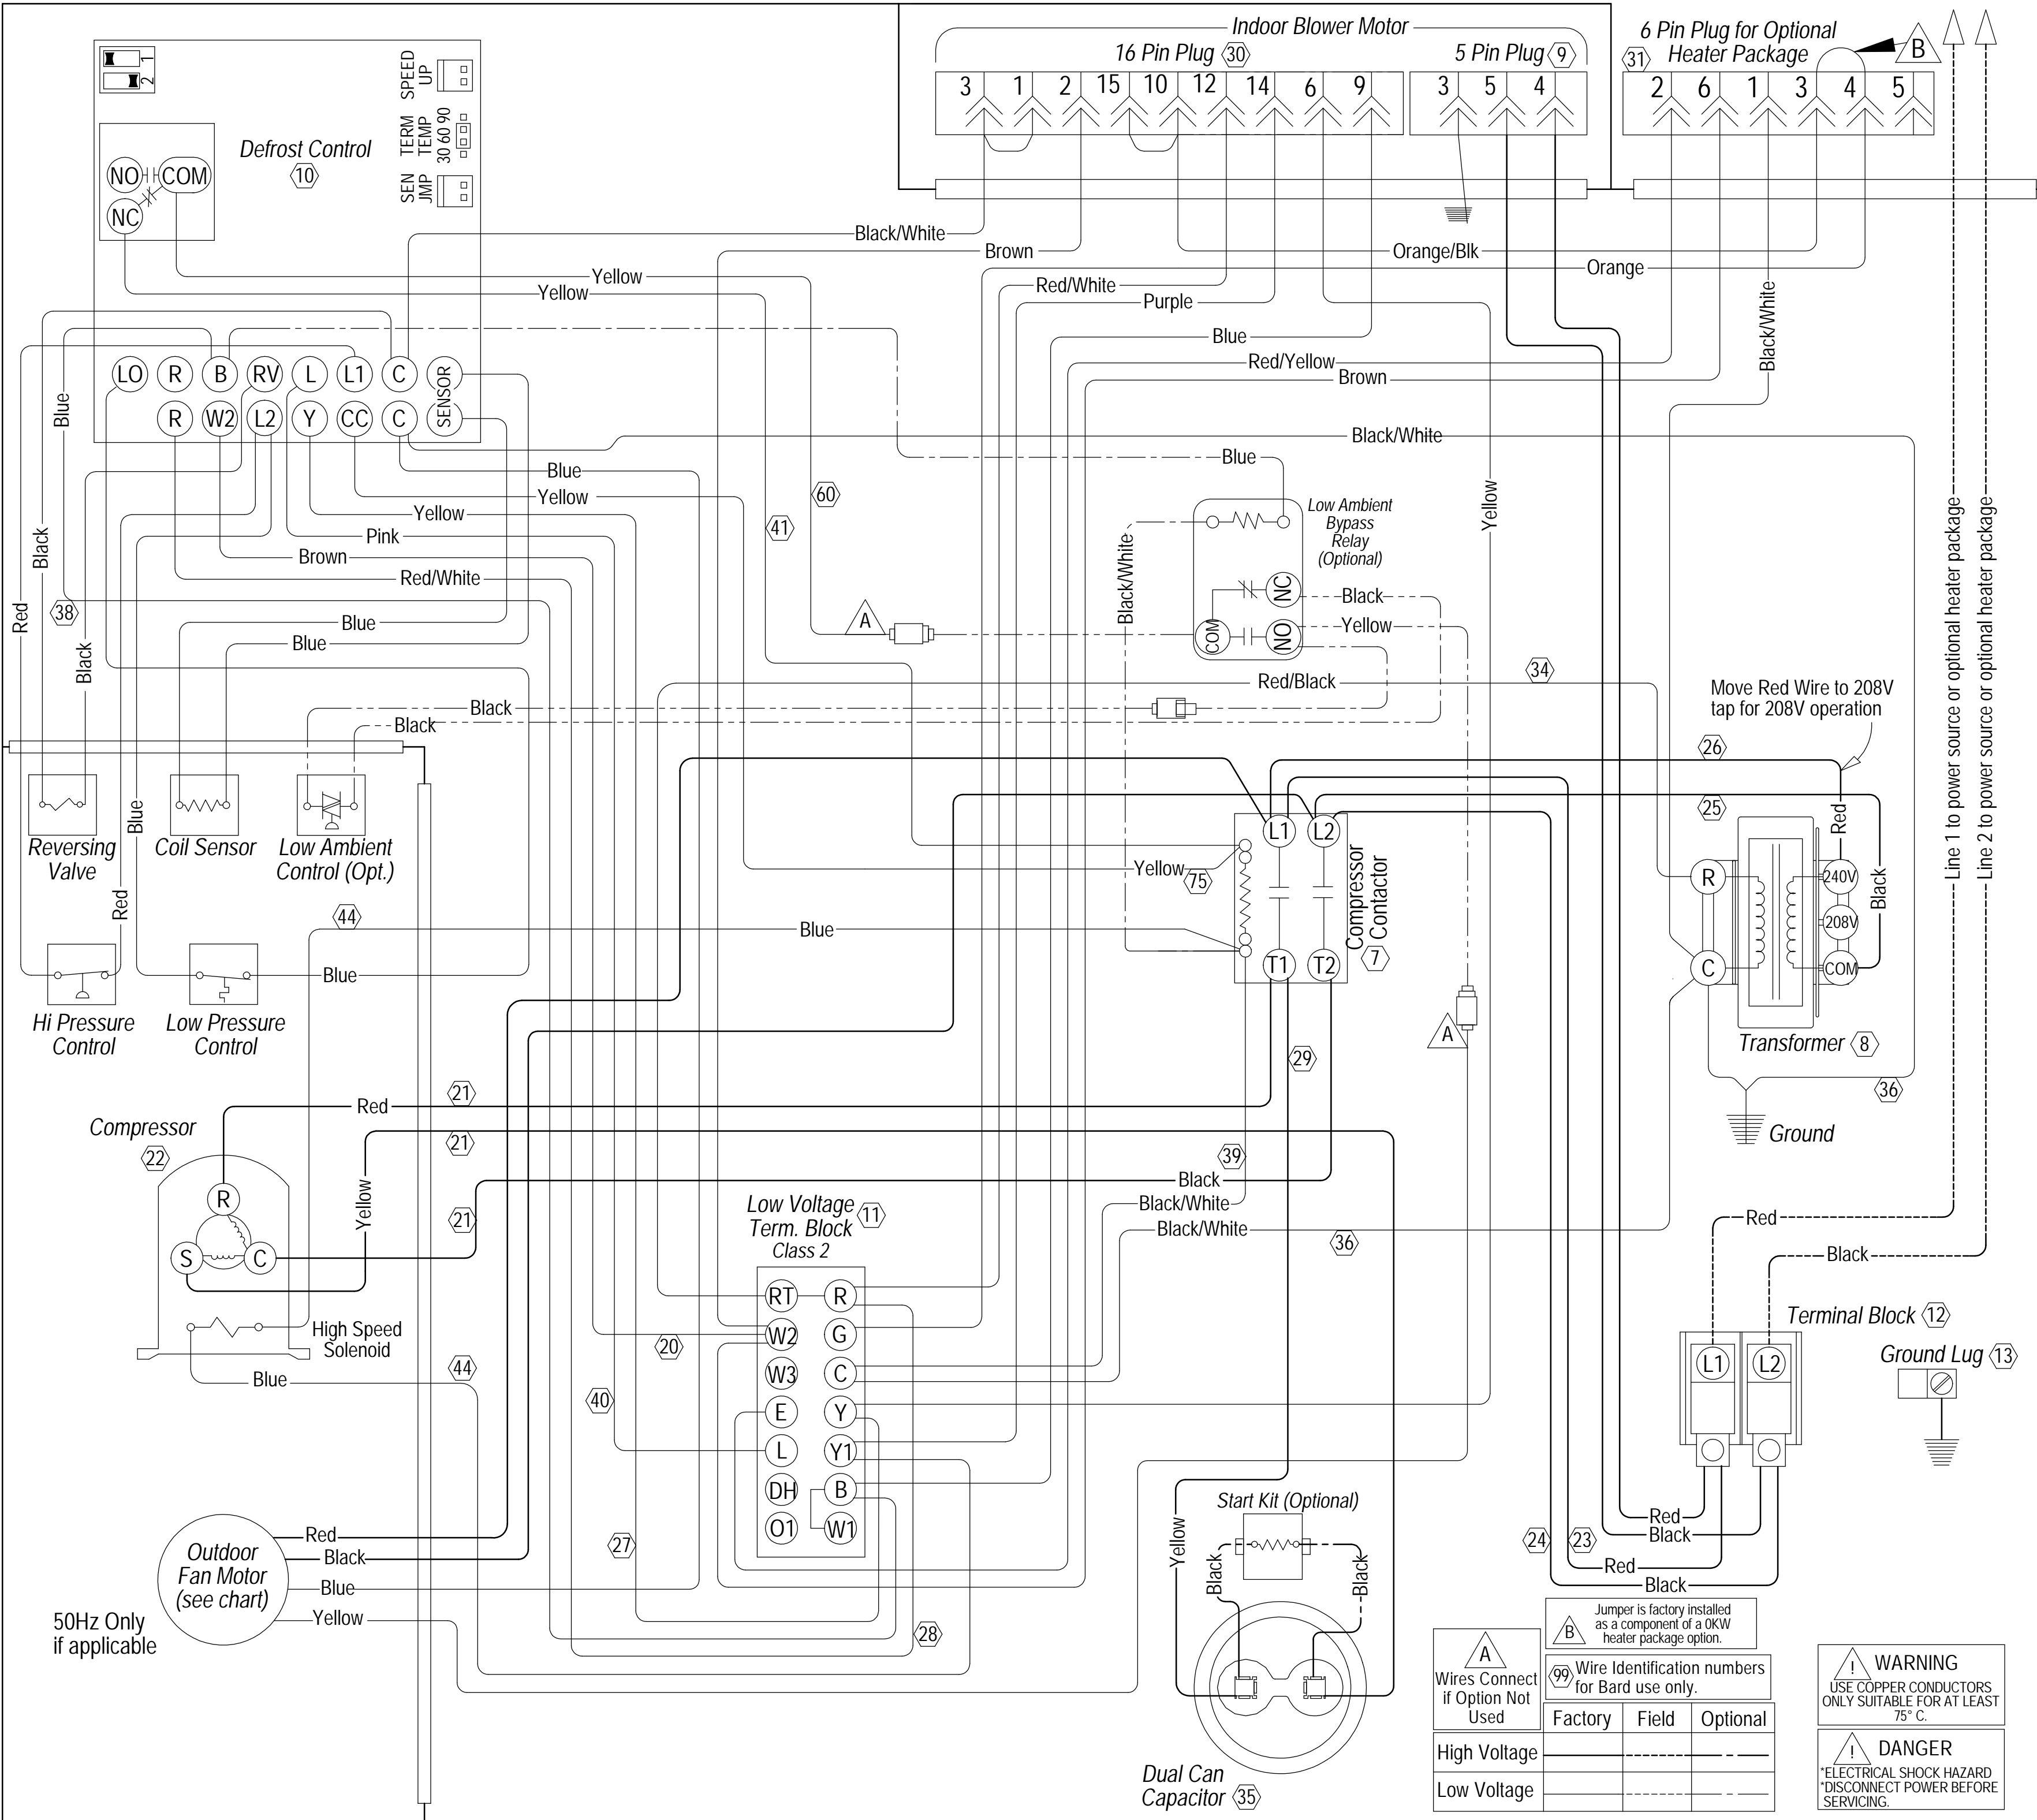 Indoor Blower Motor
16 Pin Plug 30
5 Pin Plug 9
6 Pin Plug for Optional
Heater Package
31
B
3 1 2 15 10 12 14 6 9
3 5 4
2 6 1 3 4 5
1
2
SPEED
UP
TERM
TEMP
30 60 90
SEN
JMP
Defrost Control
10
NO
COM
NC
Black/White
Brown
Orange/Blk
Orange
Yellow
Yellow
Red/White
Purple
Blue
Red/Yellow
Brown
Black/White
Yellow
LO R B RV L L1 C
SENSOR
R W2 L2 Y CC C
Blue
Black
Red
38
Black
Black/White
Blue
Blue
Yellow
Yellow
Pink
Brown
Red/White
60
41
Blue
Blue
Low Ambient
Bypass
Relay
(Optional)
Black/White
NC
COM
NO
Black
Yellow
A
Red/Black
34
Black
Black
Move Red Wire to 208V
tap for 208V operation
Line 1 to power source or optional heater package
Line 2 to power source or optional heater package
26
25
Red
Black
Reversing
Valve
Coil Sensor
Low Ambient
Control (Opt.)
Blue
Red
L1 L2
Yellow
75
Compressor
Contactor
7
T1 T2
R
C
240V
208V
COM
Transformer 8
36
Ground
44
Blue
Blue
Hi Pressure
Control
Low Pressure
Control
A
29
Red
21
21
21
Compressor
22
R
S
C
Yellow
39
Black
Black/White
Black/White
36
Low Voltage
Term. Block
Class 2
11
RT R
W2 G
W3 C
E Y
L Y1
DH B
O1 W1
20
40
27
28
High Speed
Solenoid
Blue
44
Red
Black
Terminal Block 12
L1 L2
Ground Lug 13
Red
Black
24
23
Red
Black
Outdoor
Fan Motor
(see chart)
Red
Black
Blue
Yellow
50Hz Only
if applicable
Start Kit (Optional)
Yellow
Black
Black
Dual Can
Capacitor 35
A
Wires Connect
if Option Not
Used
B
Jumper is factory installed
as a component of a 0KW
heater package option.
99 Wire Identification numbers
for Bard use only.
Factory Field Optional
High Voltage
Low Voltage
! WARNING
USE COPPER CONDUCTORS
ONLY SUITABLE FOR AT LEAST
75° C.
! DANGER
*ELECTRICAL SHOCK HAZARD
*DISCONNECT POWER BEFORE
SERVICING.